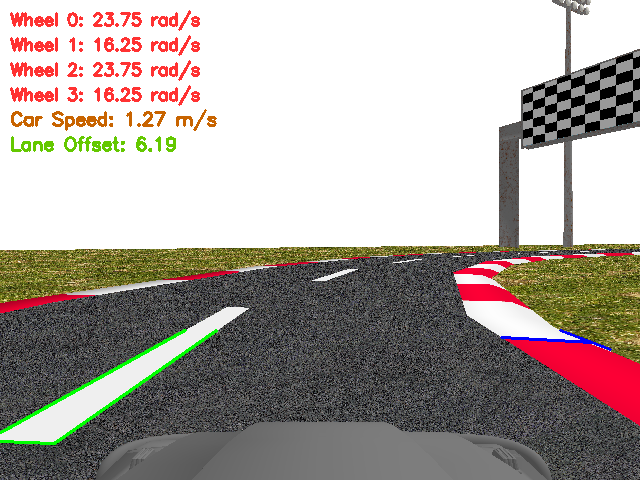 Wheel 0: 23.75 rad/s
Wheel 1: 16.25 rad/s
Wheel 2: 23.75 rad/s
Wheel 3: 16.25 rad/s
Car Speed: 1.27 m/s
Lane Offset: 6.19